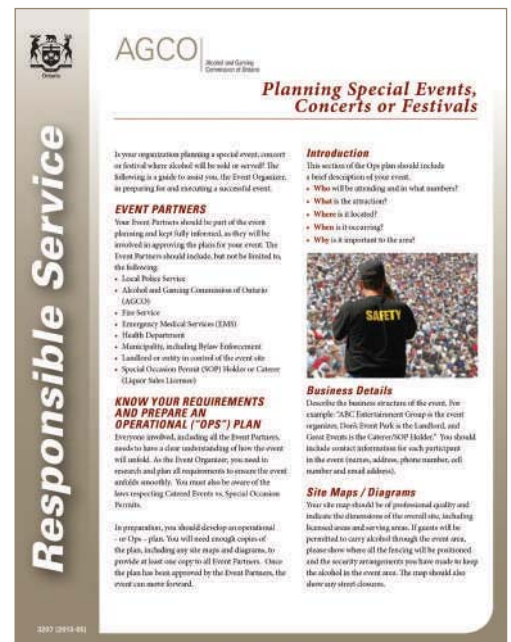 Ontario
AGCO
Alcohol and Gaming
Commission of Ontario
Planning Special Events,
Concerts or Festivals
Responsible Service
Is your organization planning a special event, concert
or festival where alcohol will be sold or served? The
following is a guide to assist you, the Event Organizer,
in preparing for and executing a successful event.
EVENT PARTNERS
Your Event Partners should be part of the event
planning and kept fully informed, as they will be
involved in approving the plans for your event. The
Event Partners should include, but not be limited to,
the following:
• Local Police Service
• Alcohol and Gaming Commission of Ontario
(AGCO)
• Fire Service
• Emergency Medical Services (EMS)
• Health Department
• Municipality, including Bylaw Enforcement
• Landlord or entity in control of the event site
• Special Occasion Permit (SOP) Holder or Caterer
(Liquor Sales Licensee)
KNOW YOUR REQUIREMENTS
AND PREPARE AN
OPERATIONAL ("OPS") PLAN
Everyone involved, including all the Event Partners,
needs to have a clear understanding of how the event
will unfold. As the Event Organizer, you need to
research and plan all requirements to ensure the event
unfolds smoothly. You must also be aware of the
laws respecting Catered Events vs. Special Occasion
Permits.
In preparation, you should develop an operational
- or Ops - plan. You will need enough copies of
the plan, including any site maps and diagrams, to
provide at least one copy to all Event Partners. Once
the plan has been approved by the Event Partners, the
event can move forward.
Introduction
This section of the Ops plan should include
a brief description of your event.
• Who will be attending and in what numbers?
• What is the attraction?
• Where is it located?
• When is it occurring?
• Why is it important to the area?
SAFETY
Business Details
Describe the business structure of the event. For
example: "ABC Entertainment Group is the event
organizer, Don's Event Park is the Landlord, and
Great Events is the Caterer/SOP Holder." You should
include contact information for each participant
in the event (names, address, phone number, cell
number and email address).
Site Maps / Diagrams
Your site map should be of professional quality and
indicate the dimensions of the overall site, including
licensed areas and serving areas. If guests will be
permitted to carry alcohol through the event area,
please show where all the fencing will be positioned
and the security arrangements you have made to keep
the alcohol in the event area. The map should also
show any street closures.
3207 (2013-05)